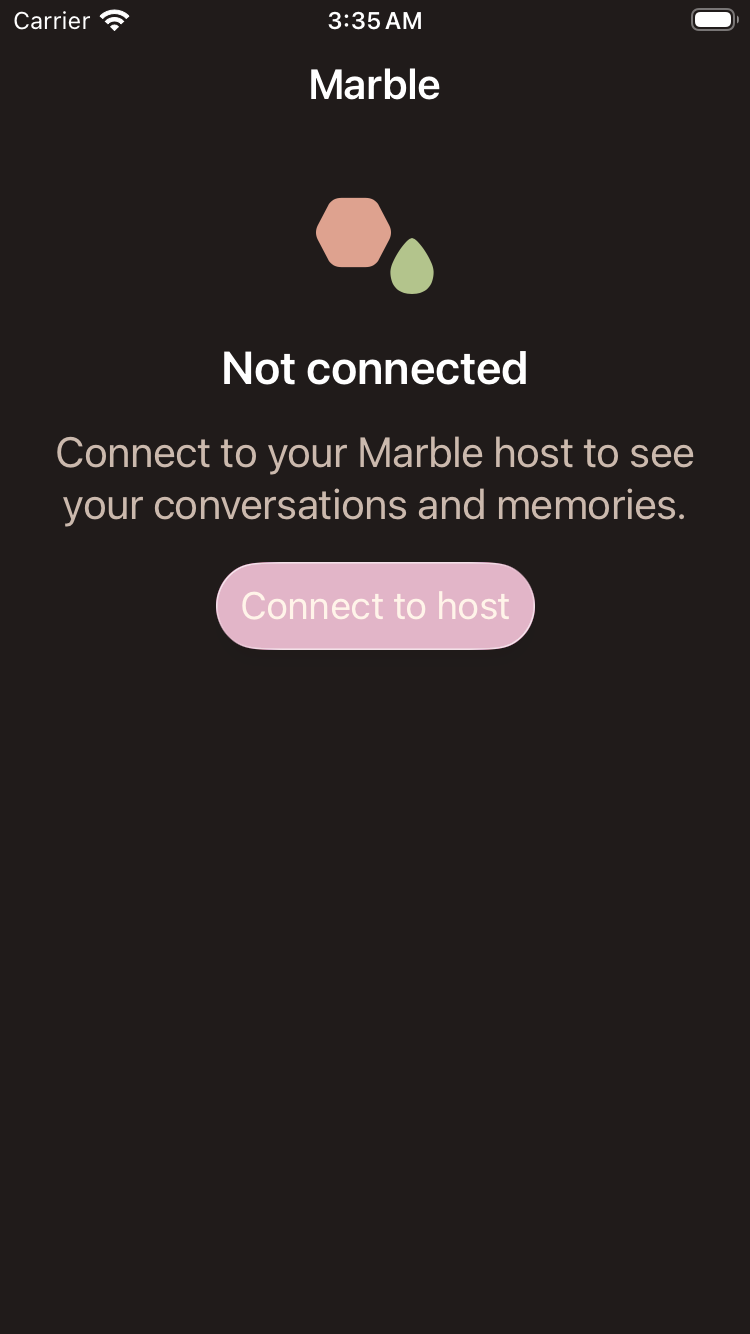 Carrier
3:35 AM
Marble
Not connected
Connect to your Marble host to see
your conversations and memories.
Connect to host